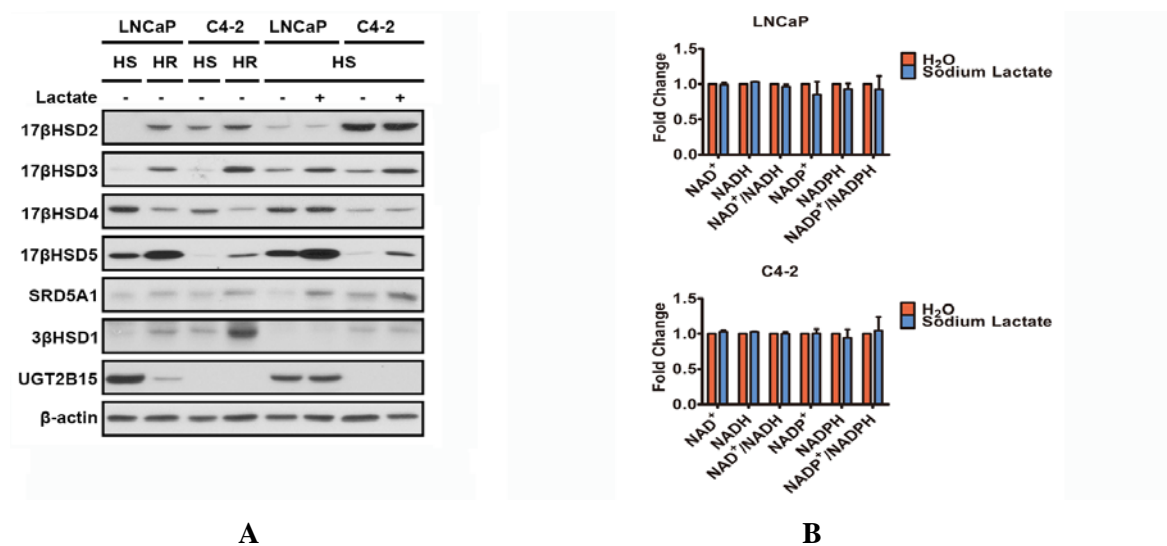 LNCaP C4-2 LNCaP C4-2
HS HR HS HR HS
Lactate - - - - - + - +
17βHSD2
17βHSD3
17βHSD4
17βHSD5
SRD5A1
3βHSD1
UGT2B15
β-actin
A
LNCaP
Fold Change
1.5
1.0
0.5
0.0
NAD⁺
NADH
NAD⁺/NADH
NADP⁺
NADPH
NADP⁺/NADPH
H₂O
Sodium Lactate
C4-2
Fold Change
1.5
1.0
0.5
0.0
NAD⁺
NADH
NAD⁺/NADH
NADP⁺
NADPH
NADP⁺/NADPH
H₂O
Sodium Lactate
B